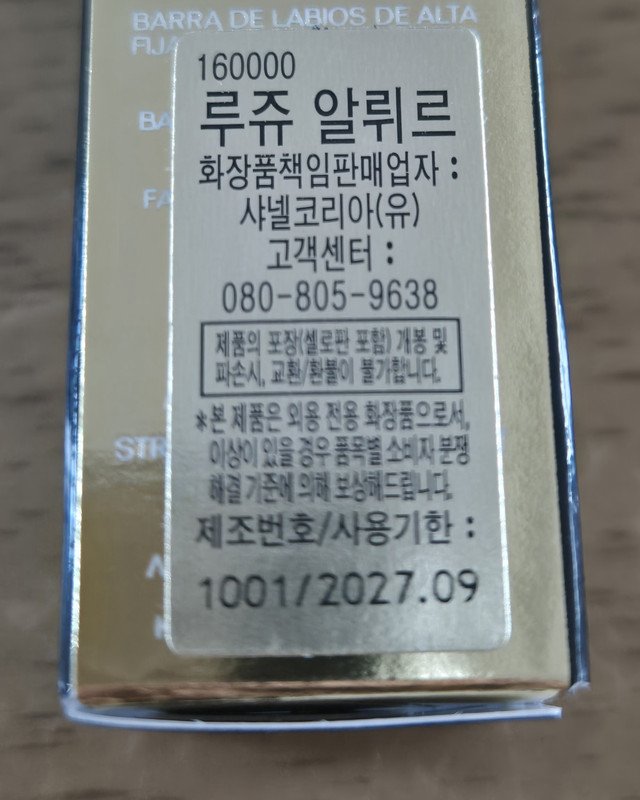 BARRA DE LABIOS DE ALTA
160000
루쥬 알뤼르
화장품책임판매업자 :
샤넬코리아(유)
고객센터 :
080-805-9638
제품의 포장(셀로판 포함) 개봉 및
파손시, 교환/환불이 불가합니다.
*본 제품은 외용 전용 화장품으로서,
이상이 있을 경우 품목별 소비자 분쟁
해결 기준에 의해 보상해드립니다.
제조번호/사용기한 :
1001/2027.09